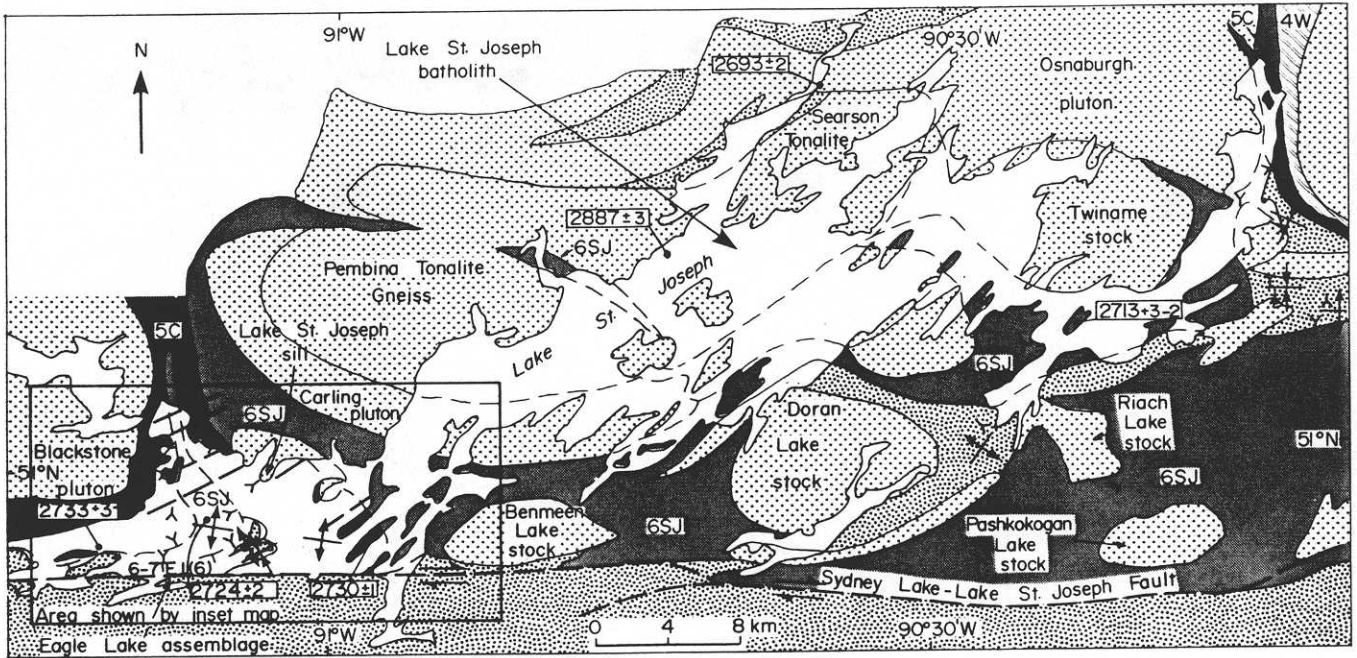 N
91°W
Lake St. Joseph
batholith
2693±2
90°30'W
5C
4W
Osnaburgh
pluton
Searson
Tonalite
2887±3
6SJ
Twiname
stock
Pembina Tonalite
Gneiss
Lake St. Joseph
5C
Lake St. Joseph
sill
2713+3-2
6SJ
Carling
pluton
6SJ
Doran
Lake
stock
Riach
Lake
stock
51°N
Blackstone
pluton
51°N
2733+3-
6SJ
6SJ
Benmeen
Lake
stock
6SJ
Pashkokogan
Lake
stock
2724±2
2730±1
Sydney Lake-Lake St. Joseph Fault
Area shown by inset map
Eagle Lake assemblage
91°W
0 4 8 km
90°30'W